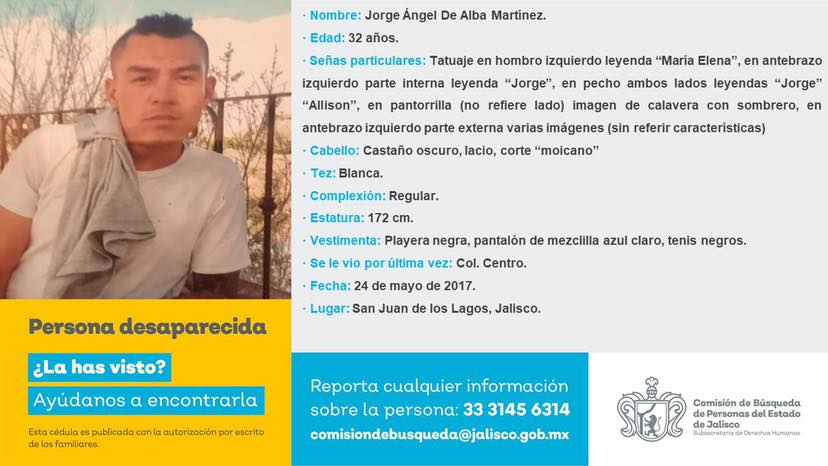 · Nombre: Jorge Ángel De Alba Martínez.
· Edad: 32 años.
· Señas particulares: Tatuaje en hombro izquierdo leyenda “María Elena”, en antebrazo
izquierdo parte interna leyenda “Jorge”, en pecho ambos lados leyendas “Jorge”
“Allison”, en pantorrilla (no refiere lado) imagen de calavera con sombrero, en
antebrazo izquierdo parte externa varias imágenes (sin referir características)
· Cabello: Castaño oscuro, lacio, corte “moicano”
· Tez: Blanca.
· Complexión: Regular.
· Estatura: 172 cm.
· Vestimenta: Playera negra, pantalón de mezclilla azul claro, tenis negros.
· Se le vio por última vez: Col. Centro.
· Fecha: 24 de mayo de 2017.
· Lugar: San Juan de los Lagos, Jalisco.
Persona desaparecida
¿La has visto?
Ayúdanos a encontrarla
Esta cédula es publicada con la autorización por escrito
de los familiares.
Reporta cualquier información
sobre la persona: 33 3145 6314
comisiondebusqueda@jalisco.gob.mx
Comisión de Búsqueda
de Personas del Estado
de Jalisco
Subsecretaría de Derechos Humanos